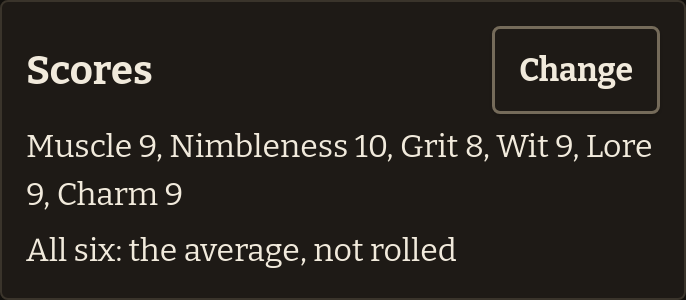 Scores
Change
Muscle 9, Nimbleness 10, Grit 8, Wit 9, Lore
9, Charm 9
All six: the average, not rolled